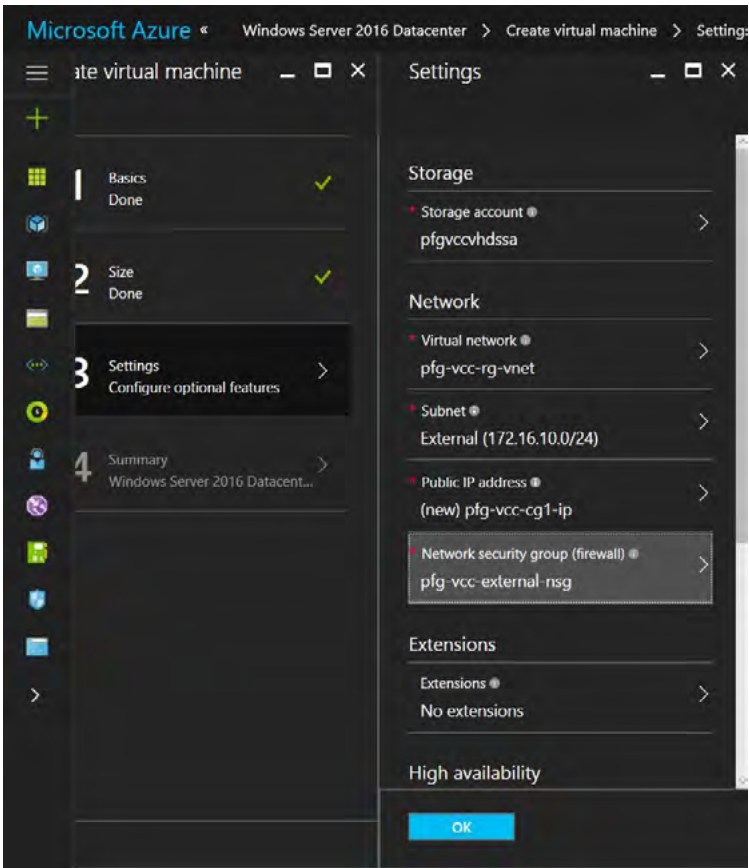 Microsoft Azure « Windows Server 2016 Datacenter > Create virtual machine > Settings
ate virtual machine
1 Basics
Done
2 Size
Done
3 Settings
Configure optional features
4 Summary
Windows Server 2016 Datacent...
Settings
Storage
* Storage account
pfgvccvhdssa
Network
* Virtual network
pfg-vcc-rg-vnet
* Subnet
External (172.16.10.0/24)
* Public IP address
(new) pfg-vcc-cg1-ip
* Network security group (firewall)
pfg-vcc-external-nsg
Extensions
Extensions
No extensions
High availability
OK